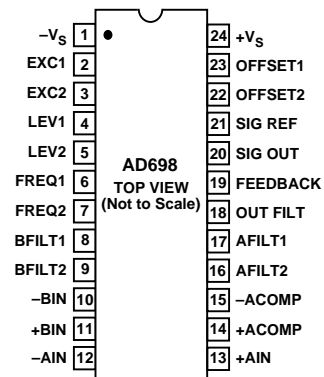 −VS 1
EXC1 2
EXC2 3
LEV1 4
LEV2 5
FREQ1 6
FREQ2 7
BFILT1 8
BFILT2 9
−BIN 10
+BIN 11
−AIN 12
AD698
TOP VIEW
(Not to Scale)
24 +VS
23 OFFSET1
22 OFFSET2
21 SIG REF
20 SIG OUT
19 FEEDBACK
18 OUT FILT
17 AFILT1
16 AFILT2
15 −ACOMP
14 +ACOMP
13 +AIN